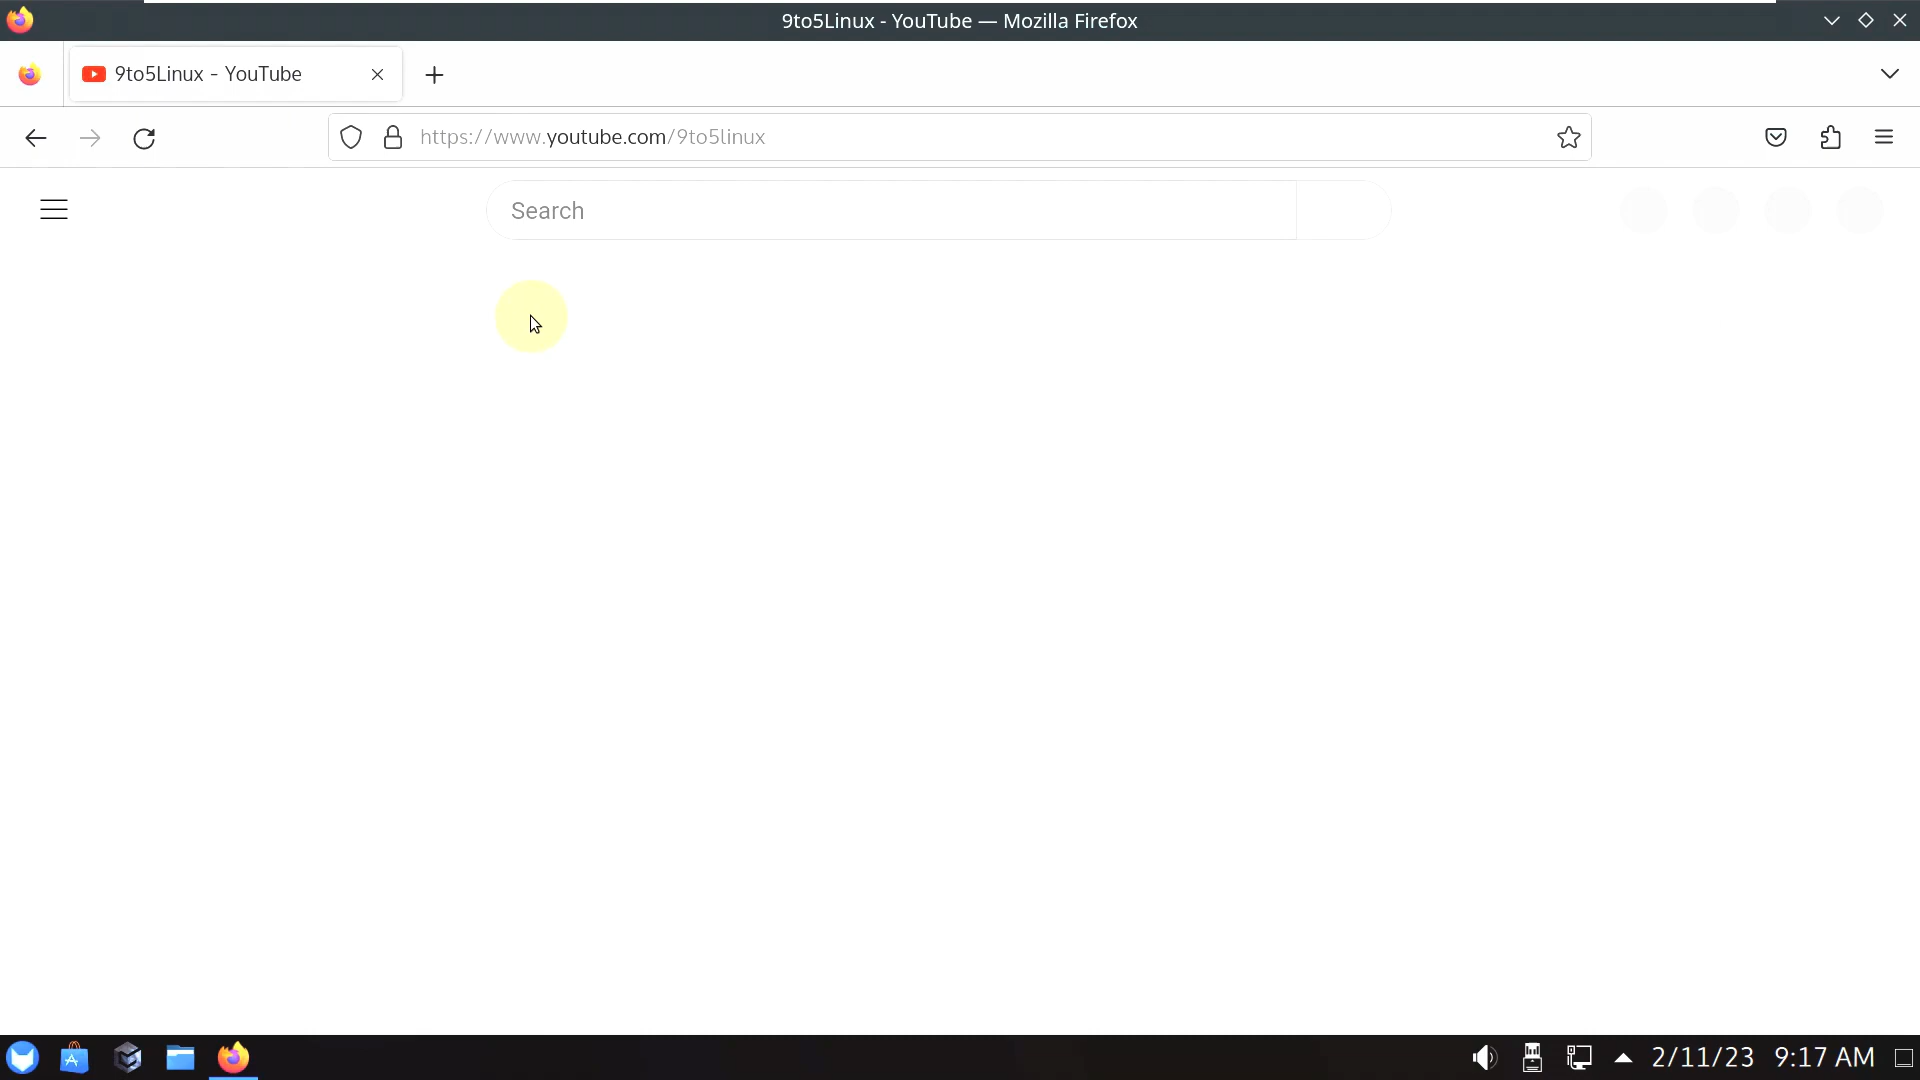 9to5Linux - YouTube — Mozilla Firefox
9to5Linux - YouTube
https://www.youtube.com/9to5linux
Search
2/11/23 9:17 AM